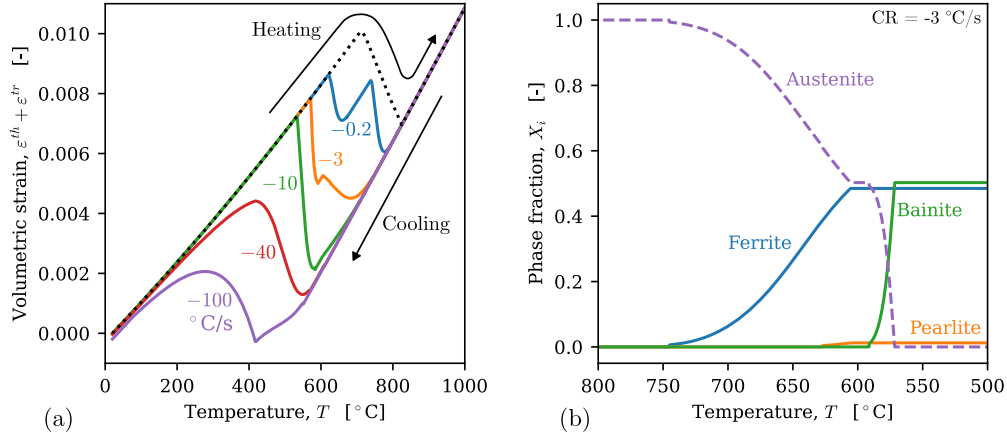 Volumetric strain, ε^th + ε^tr [-]
0.010
0.008
0.006
0.004
0.002
0.000
Heating
−0.2
−3
−10
−40
−100
°C/s
Cooling
0 200 400 600 800 1000
Temperature, T [°C]
(a)
Phase fraction, X_i [-]
1.0
0.8
0.6
0.4
0.2
0.0
CR = -3 °C/s
Austenite
Bainite
Ferrite
Pearlite
800 750 700 650 600 550 500
Temperature, T [°C]
(b)